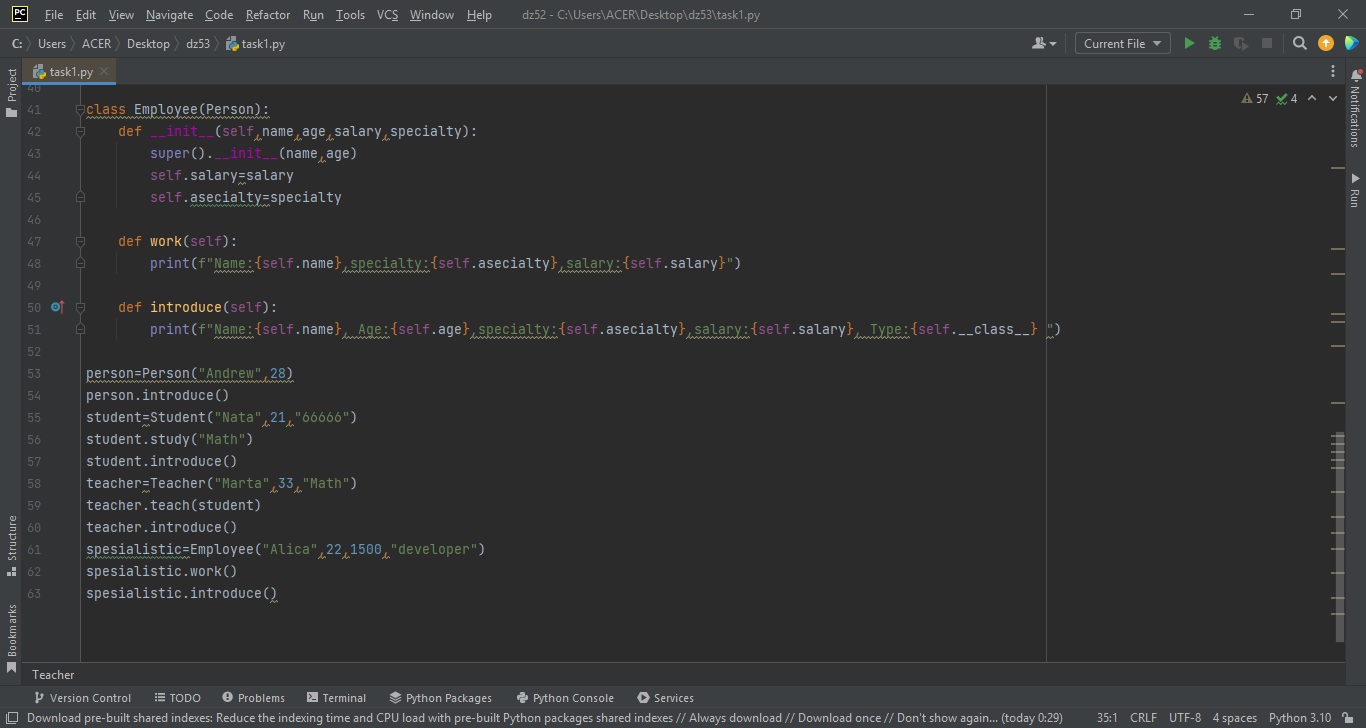 PC File Edit View Navigate Code Refactor Run Tools VCS Window Help dz52 - C:\Users\ACER\Desktop\dz53\task1.py
C: Users ACER Desktop dz53 task1.py Current File
Project
task1.py
Notifications
Run
57 4
40
41 class Employee(Person):
42 def __init__(self,name,age,salary,specialty):
43 super().__init__(name,age)
44 self.salary=salary
45 self.asecialty=specialty
46
47 def work(self):
48 print(f"Name:{self.name},specialty:{self.asecialty},salary:{self.salary}")
49
50 def introduce(self):
51 print(f"Name:{self.name}, Age:{self.age},specialty:{self.asecialty},salary:{self.salary}, Type:{self.__class__} ")
52
53 person=Person("Andrew",28)
54 person.introduce()
55 student=Student("Nata",21,"66666")
56 student.study("Math")
57 student.introduce()
58 teacher=Teacher("Marta",33,"Math")
59 teacher.teach(student)
60 teacher.introduce()
61 spesialistic=Employee("Alica",22,1500,"developer")
62 spesialistic.work()
63 spesialistic.introduce()
Structure
Bookmarks
Teacher
Version Control TODO Problems Terminal Python Packages Python Console Services
Download pre-built shared indexes: Reduce the indexing time and CPU load with pre-built Python packages shared indexes // Always download // Download once // Don't show again... (today 0:29) 35:1 CRLF UTF-8 4 spaces Python 3.10